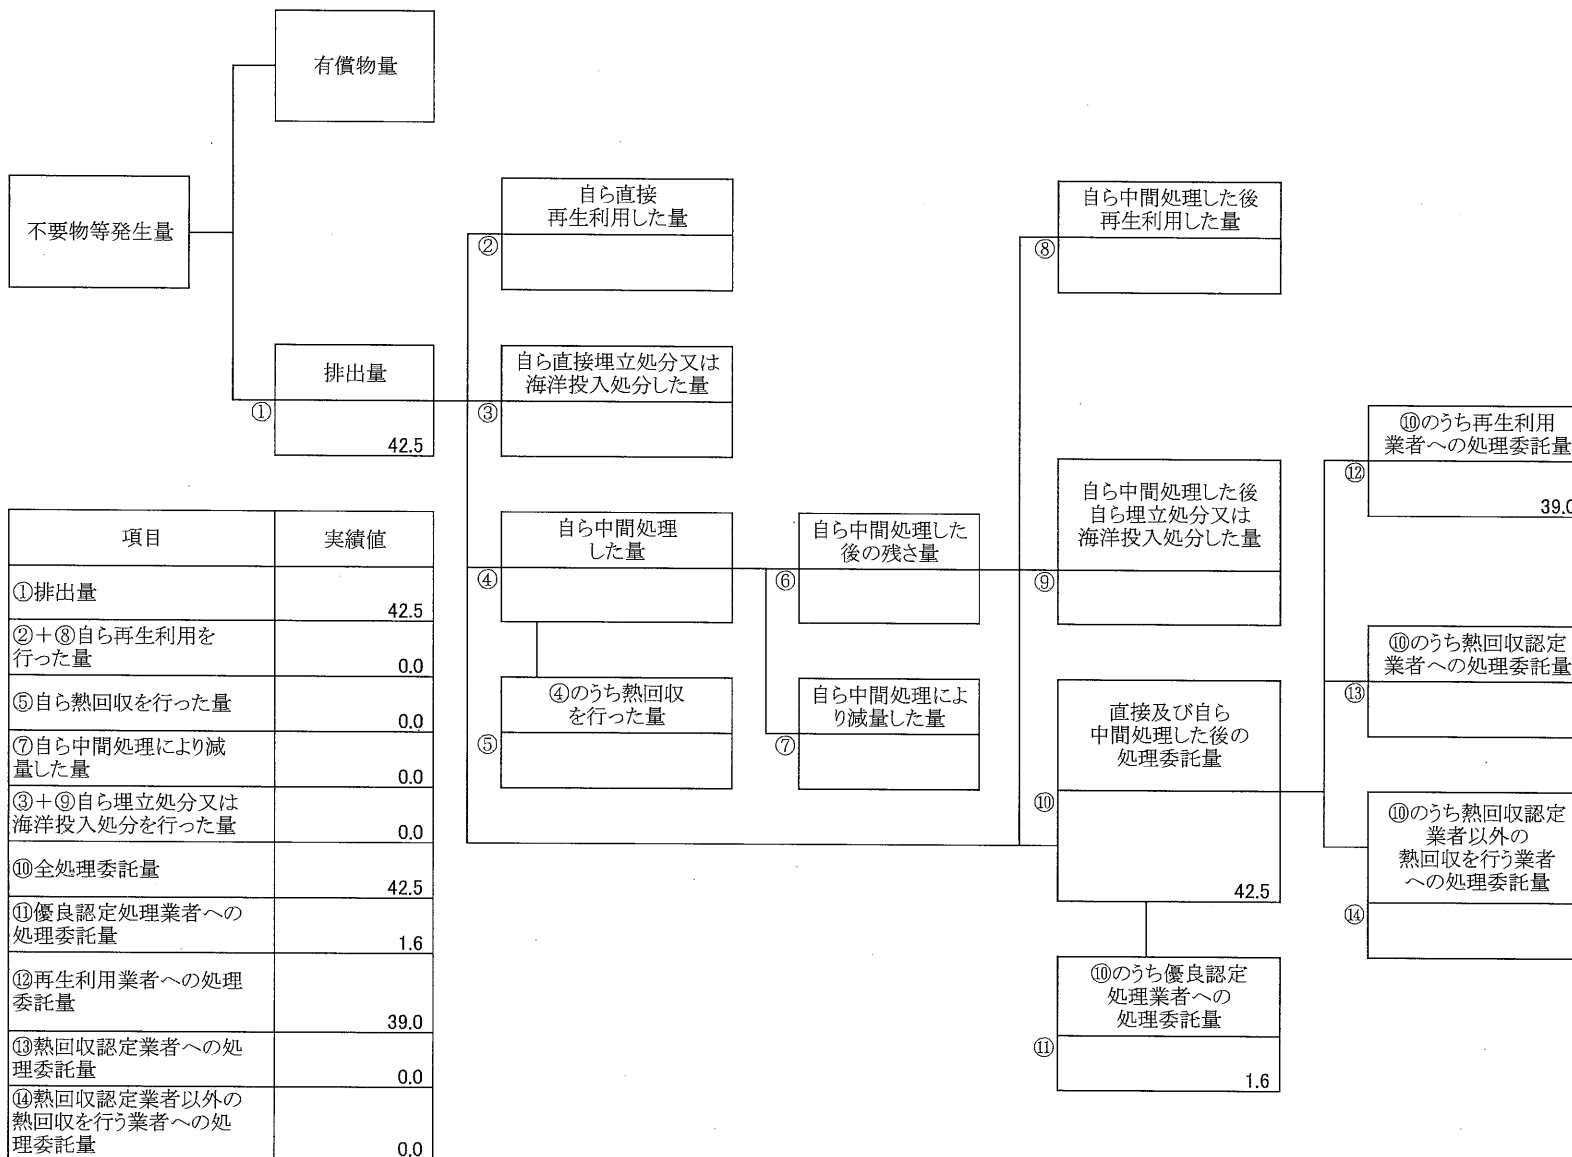 有償物量
不要物等発生量
排出量
①
42.5
自ら直接
再生利用した量
②
自ら直接埋立処分又は
海洋投入処分した量
③
自ら中間処理
した量
④
④のうち熱回収
を行った量
⑤
自ら中間処理した
後の残さ量
⑥
自ら中間処理によ
り減量した量
⑦
自ら中間処理した後
再生利用した量
⑧
自ら中間処理した後
自ら埋立処分又は
海洋投入処分した量
⑨
直接及び自ら
中間処理した後の
処理委託量
⑩
42.5
⑩のうち優良認定
処理業者への
処理委託量
⑪
1.6
⑩のうち再生利用
業者への処理委託量
⑫
39.0
⑩のうち熱回収認定
業者への処理委託量
⑬
⑩のうち熱回収認定
業者以外の
熱回収を行う業者
への処理委託量
⑭
項目 実績値
①排出量 42.5
②+⑧自ら再生利用を
行った量 0.0
⑤自ら熱回収を行った量 0.0
⑦自ら中間処理により減
量した量 0.0
③+⑨自ら埋立処分又は
海洋投入処分を行った量 0.0
⑩全処理委託量 42.5
⑪優良認定処理業者への
処理委託量 1.6
⑫再生利用業者への処理
委託量 39.0
⑬熱回収認定業者への処
理委託量 0.0
⑭熱回収認定業者以外の
熱回収を行う業者への処
理委託量 0.0